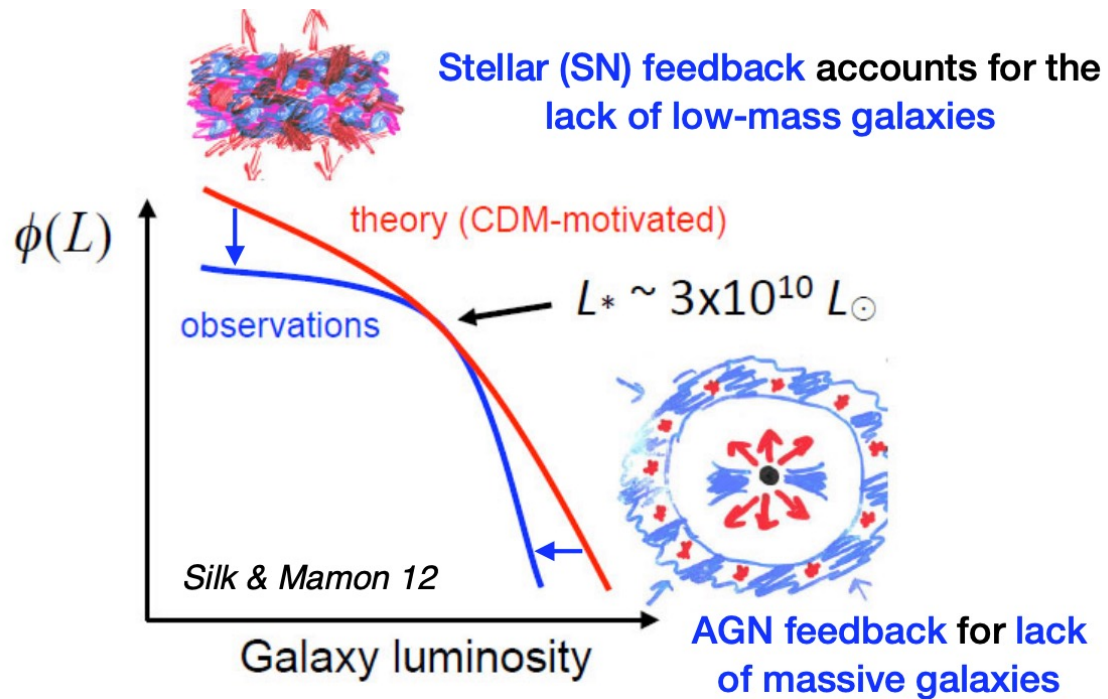 Stellar (SN) feedback accounts for the
lack of low-mass galaxies
ϕ(L)
theory (CDM-motivated)
L* ~ 3x10¹⁰ L☉
observations
Silk & Mamon 12
Galaxy luminosity
AGN feedback for lack
of massive galaxies